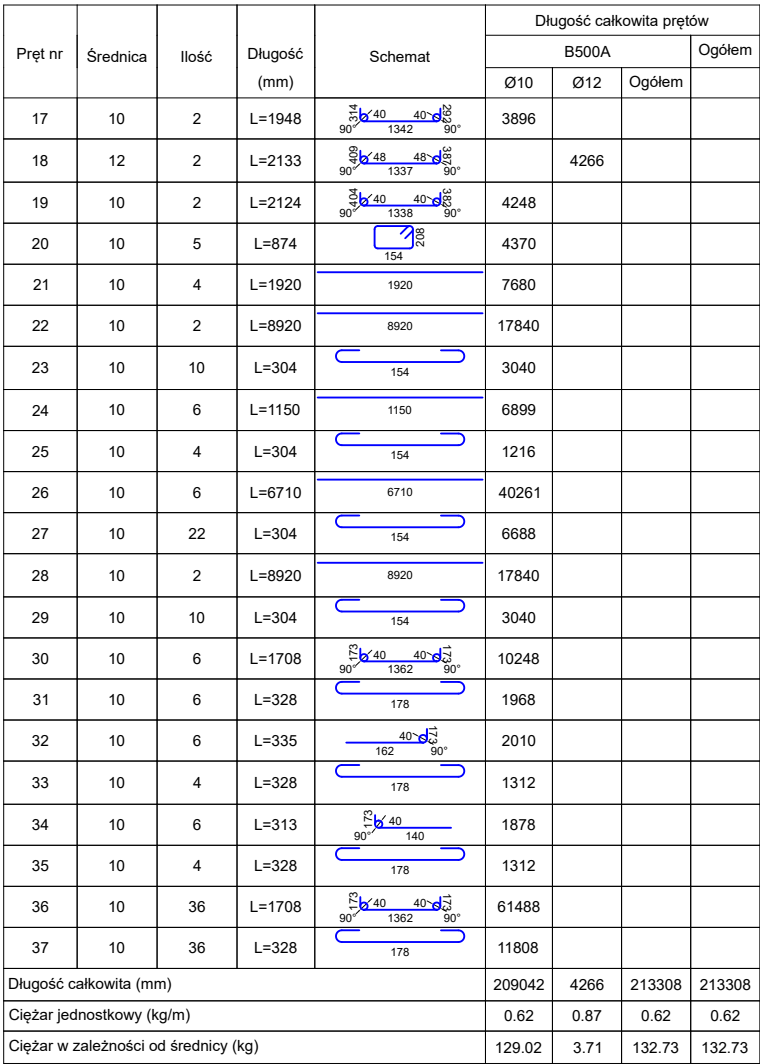 Długość całkowita prętów
Pręt nr Średnica Ilość Długość (mm) Schemat B500A Ogółem
Ø10 Ø12 Ogółem
17 10 2 L=1948 314 40 40 292 90° 1342 90° 3896
18 12 2 L=2133 409 48 48 387 90° 1337 90° 4266
19 10 2 L=2124 404 40 40 382 90° 1338 90° 4248
20 10 5 L=874 208 154 4370
21 10 4 L=1920 1920 7680
22 10 2 L=8920 8920 17840
23 10 10 L=304 154 3040
24 10 6 L=1150 1150 6899
25 10 4 L=304 154 1216
26 10 6 L=6710 6710 40261
27 10 22 L=304 154 6688
28 10 2 L=8920 8920 17840
29 10 10 L=304 154 3040
30 10 6 L=1708 173 40 40 173 90° 1362 90° 10248
31 10 6 L=328 178 1968
32 10 6 L=335 40 173 162 90° 2010
33 10 4 L=328 178 1312
34 10 6 L=313 173 40 90° 140 1878
35 10 4 L=328 178 1312
36 10 36 L=1708 173 40 40 173 90° 1362 90° 61488
37 10 36 L=328 178 11808
Długość całkowita (mm) 209042 4266 213308 213308
Ciężar jednostkowy (kg/m) 0.62 0.87 0.62 0.62
Ciężar w zależności od średnicy (kg) 129.02 3.71 132.73 132.73